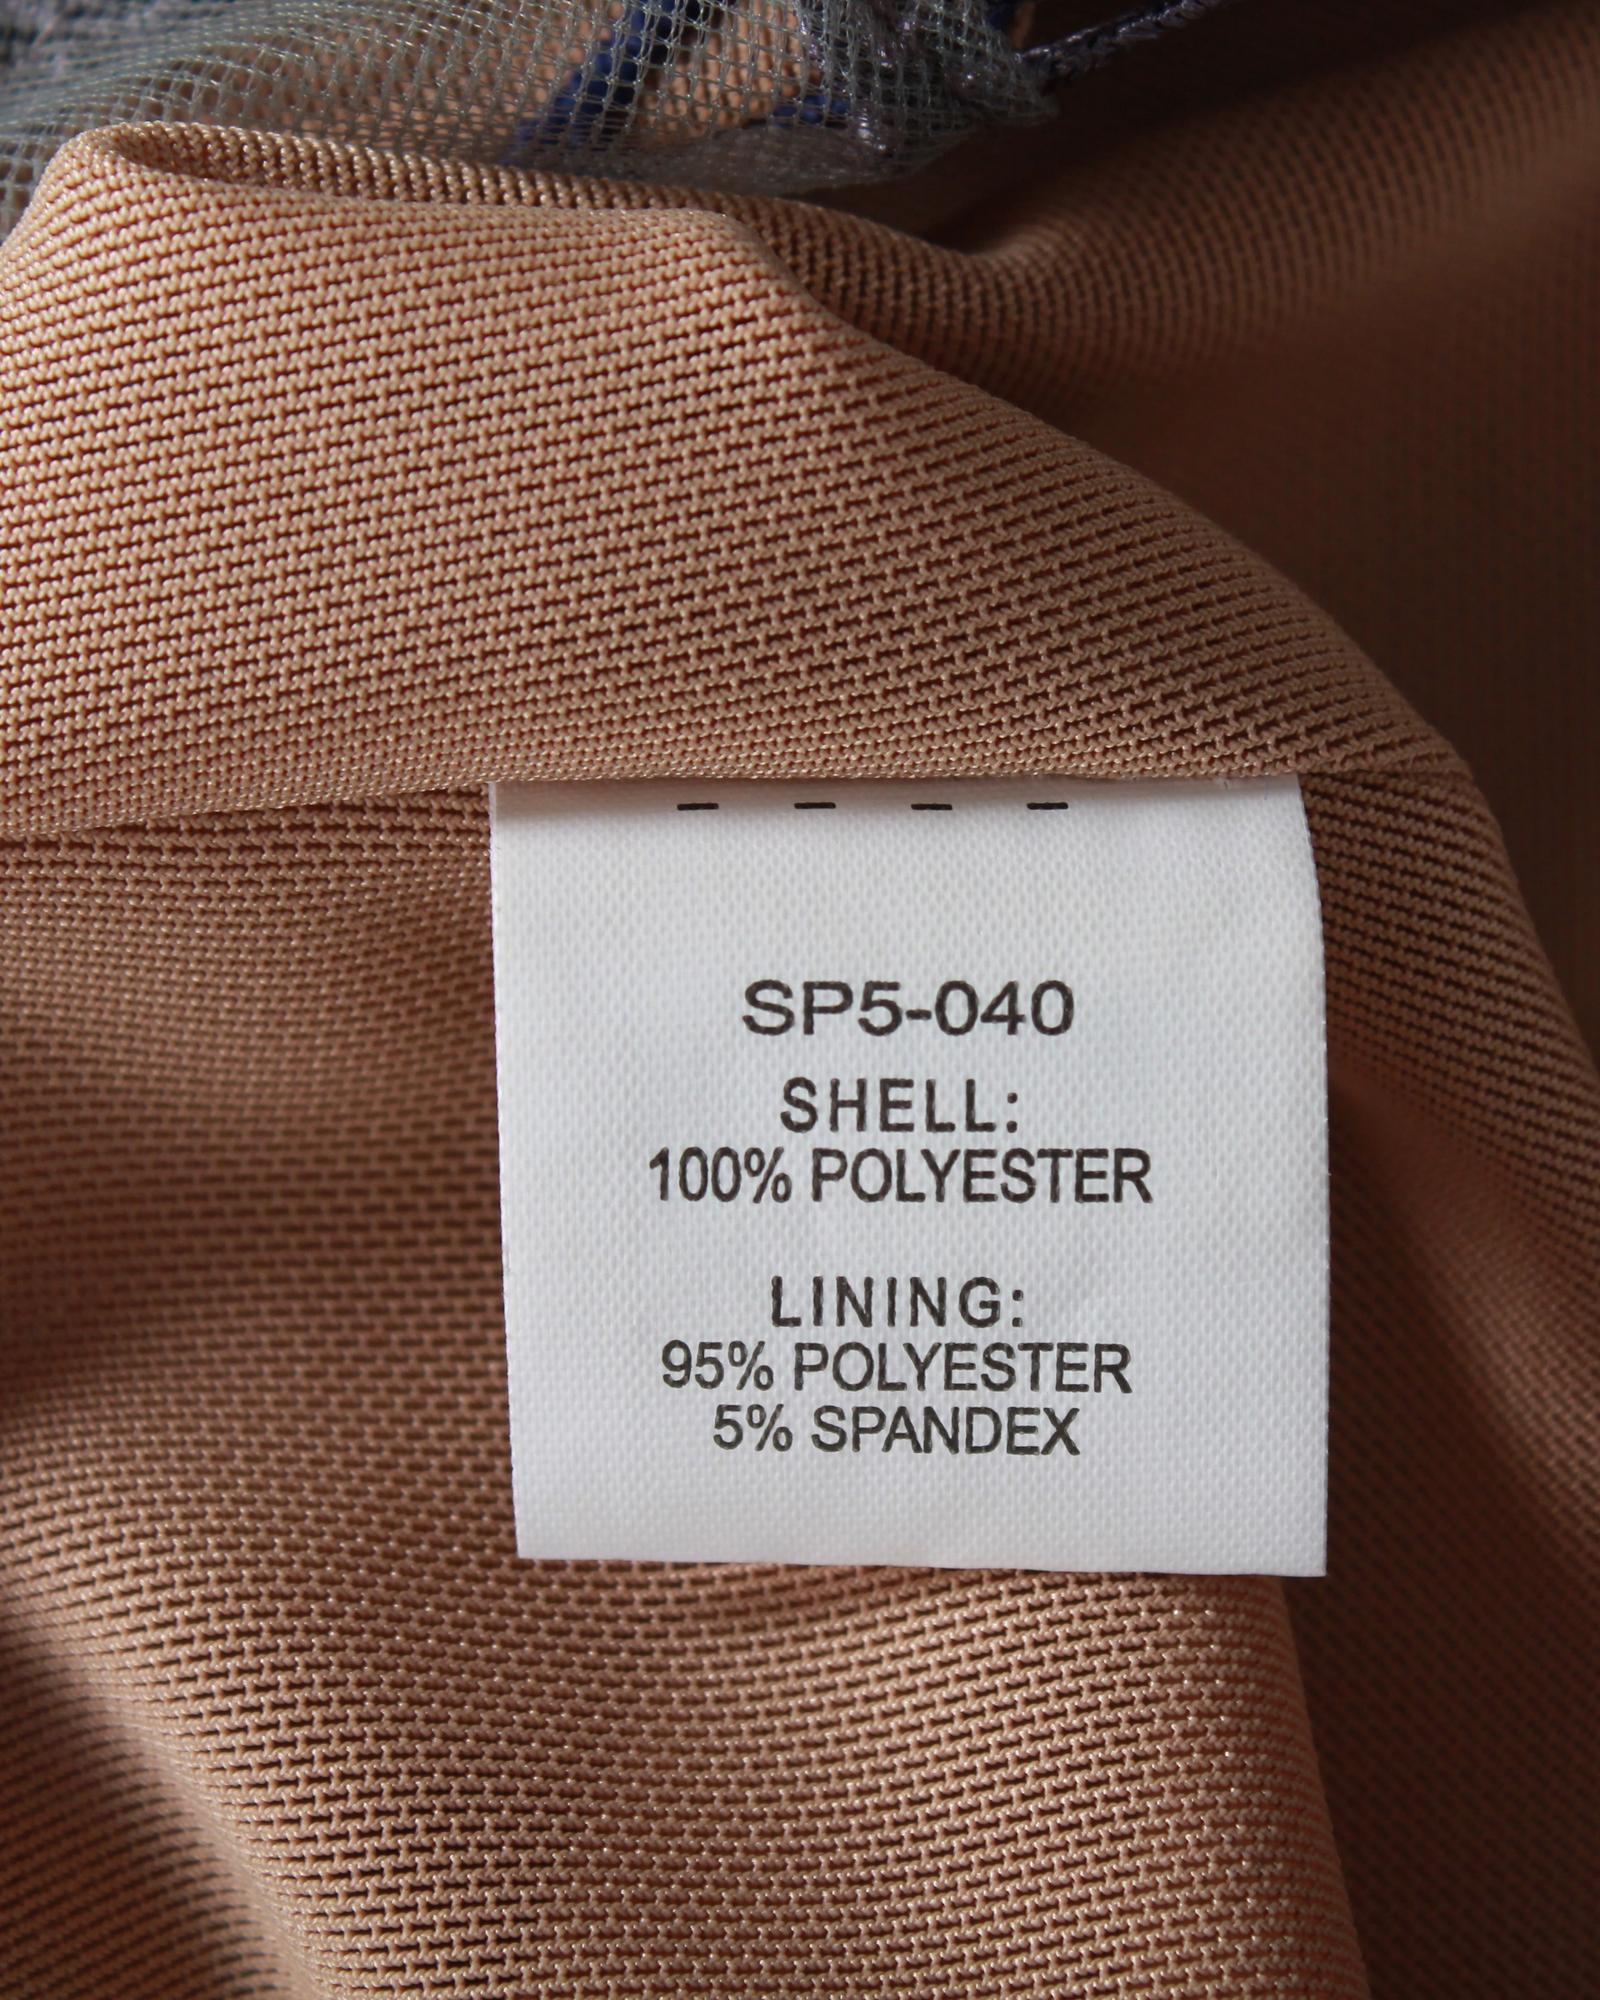 SP5-040
SHELL:
100% POLYESTER
LINING:
95% POLYESTER
5% SPANDEX